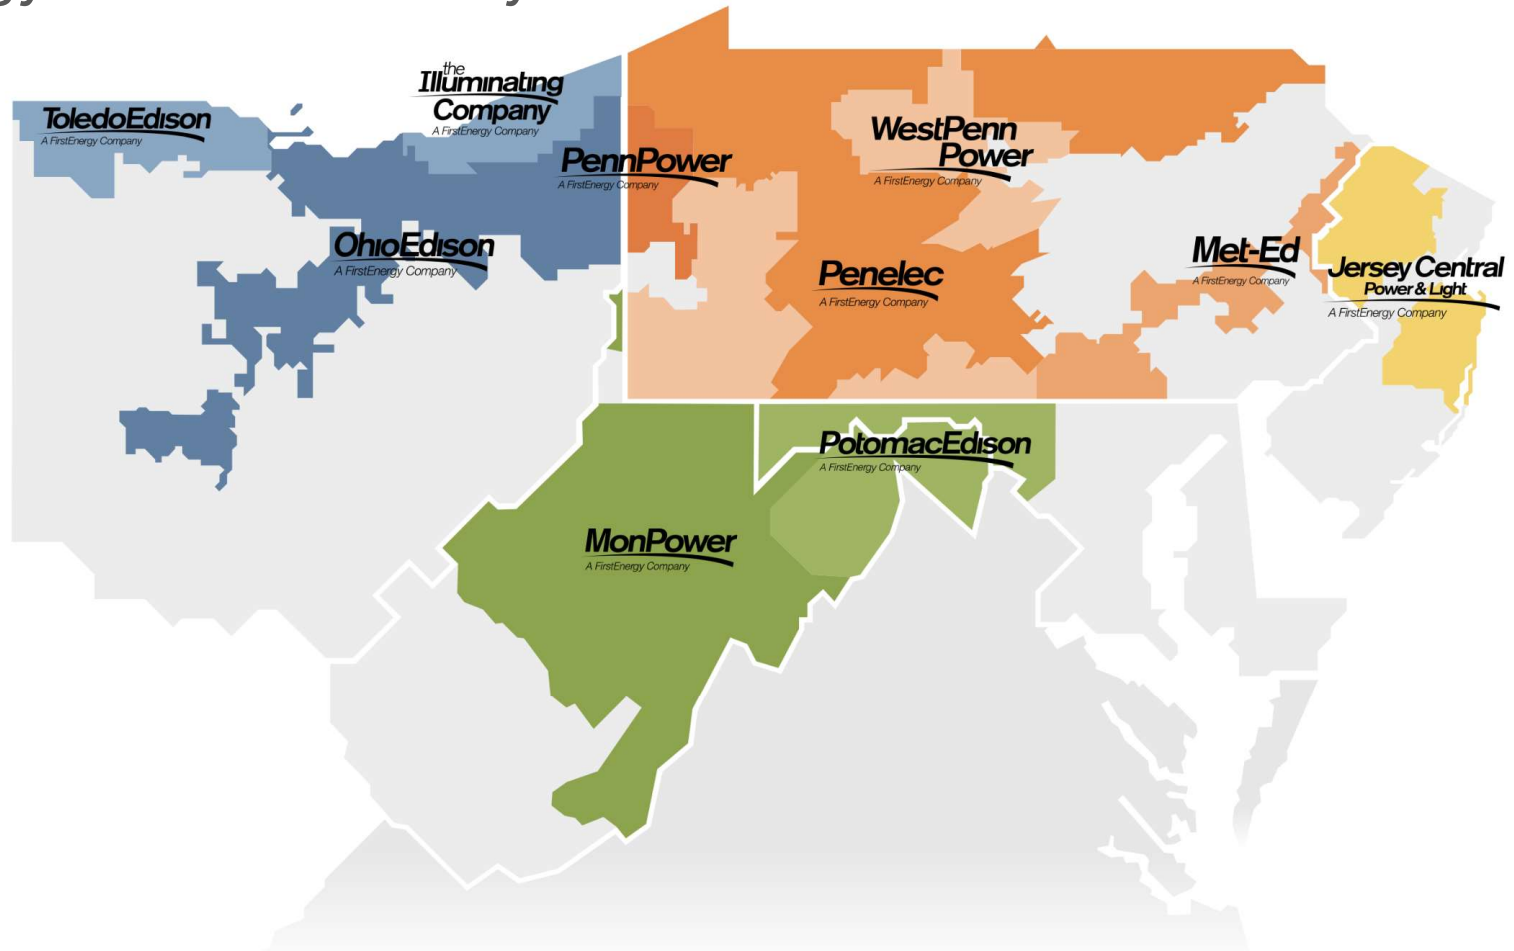 the
Illuminating
Company
A FirstEnergy Company
ToledoEdison
A FirstEnergy Company
WestPenn
Power
A FirstEnergy Company
PennPower
A FirstEnergy Company
OhioEdison
A FirstEnergy Company
Penelec
A FirstEnergy Company
Met-Ed
A FirstEnergy Company
Jersey Central
Power & Light
A FirstEnergy Company
PotomacEdison
A FirstEnergy Company
MonPower
A FirstEnergy Company